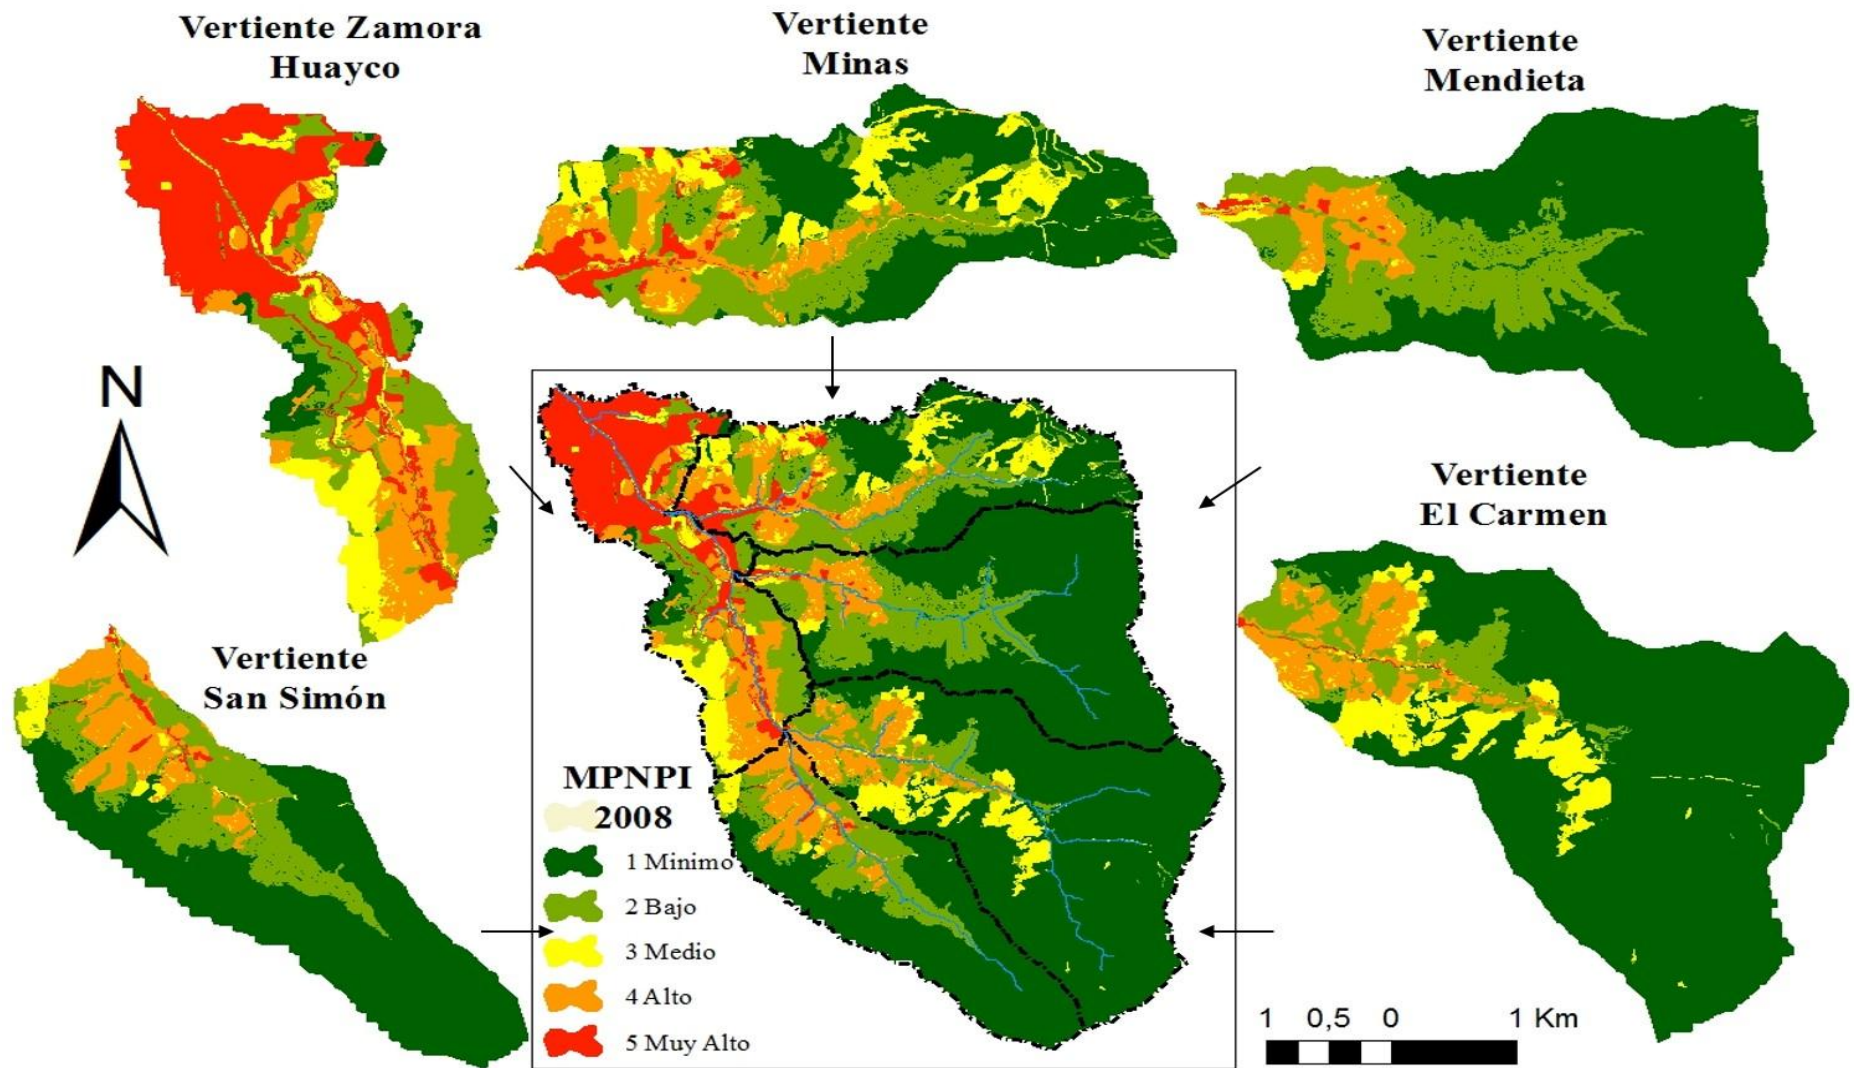 Vertiente Zamora
Huayco
Vertiente
Minas
Vertiente
Mendieta
N
Vertiente
El Carmen
Vertiente
San Simón
MPNPI
2008
1 Minimo
2 Bajo
3 Medio
4 Alto
5 Muy Alto
1 0,5 0 1 Km